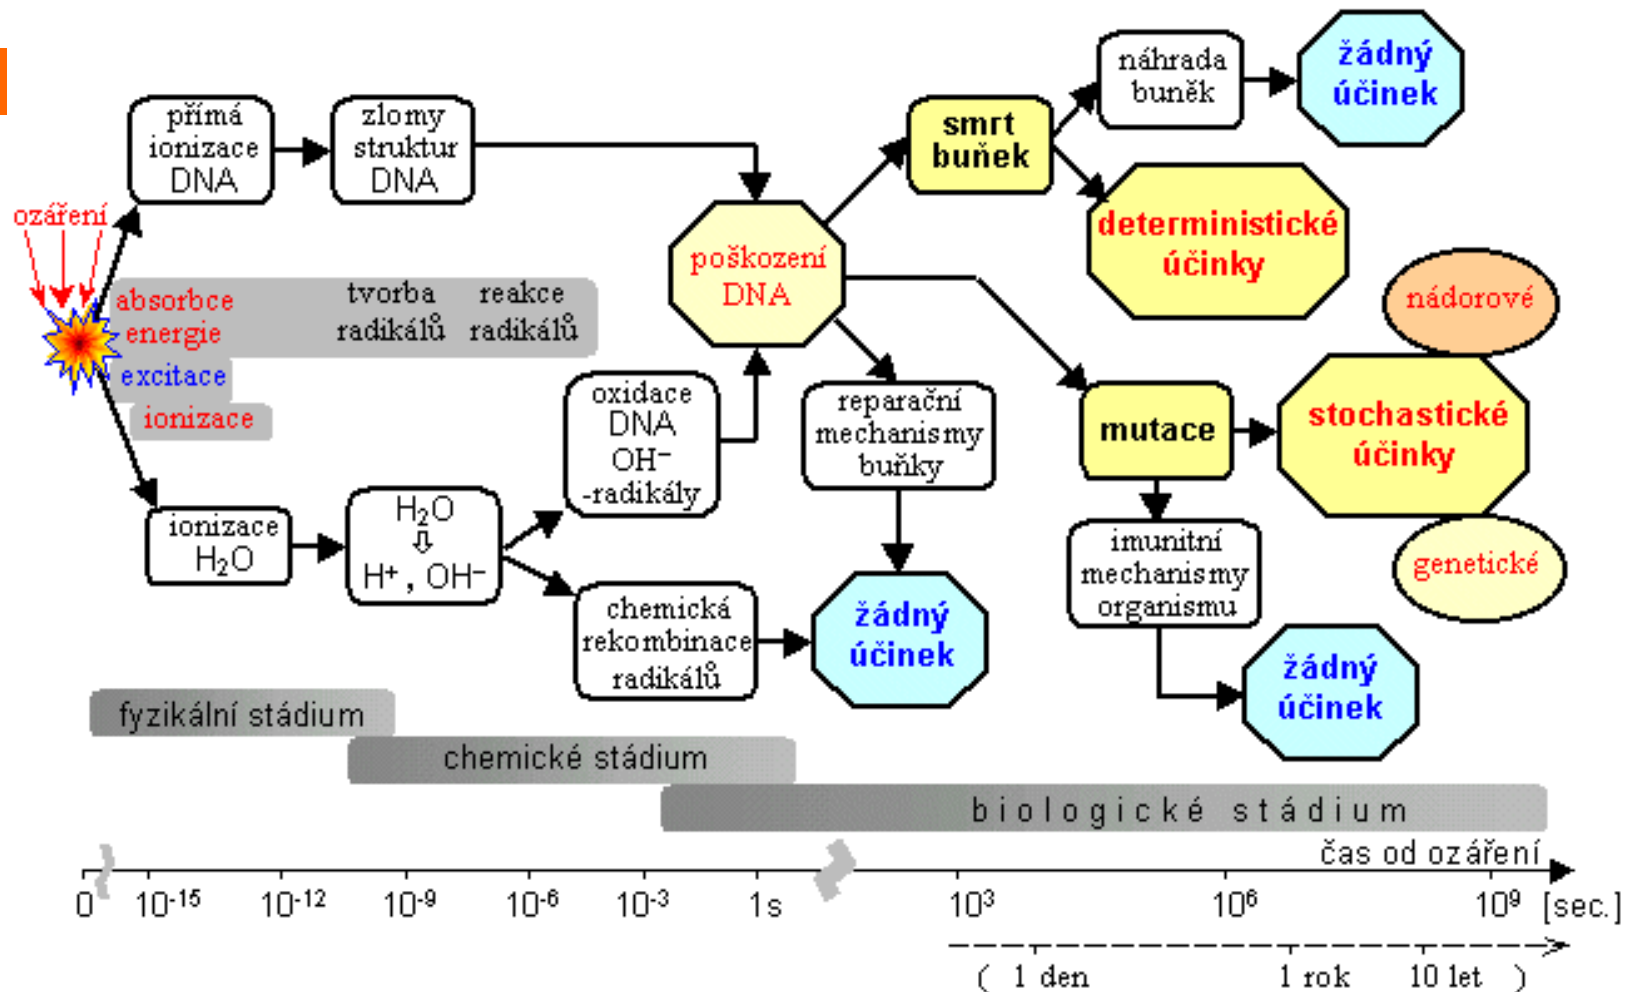 přímá
ionizace
DNA
zlomy
struktur
DNA
smrt
buňek
náhrada
buněk
žádný
účinek
ozáření
deterministické
účinky
poškození
DNA
absorbce
energie
tvorba
radikálů
reakce
radikálů
excitace
ionizace
nádorové
oxidace
DNA
OH⁻
-radikály
reparační
mechanismy
buňky
mutace
stochastické
účinky
ionizace
H₂O
H₂O
⇩
H⁺ , OH⁻
imunitní
mechanismy
organismu
genetické
chemická
rekombinace
radikálů
žádný
účinek
žádný
účinek
fyzikální stádium
chemické stádium
biologické stádium
čas od ozáření
0 10⁻¹⁵ 10⁻¹² 10⁻⁹ 10⁻⁶ 10⁻³ 1s 10³ 10⁶ 10⁹ [sec.]
( 1 den 1 rok 10 let )